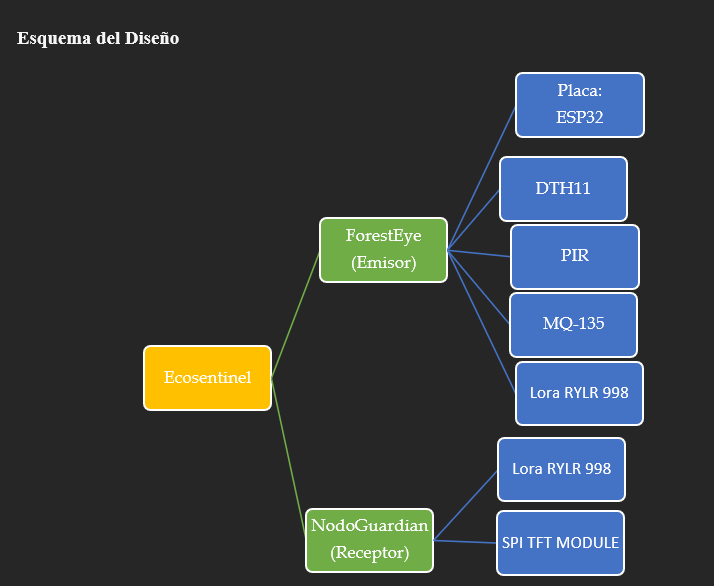 Esquema del Diseño
Placa:
ESP32
DTH11
ForestEye
(Emisor)
PIR
MQ-135
Ecosentinel
Lora RYLR 998
Lora RYLR 998
NodoGuardian
(Receptor)
SPI TFT MODULE